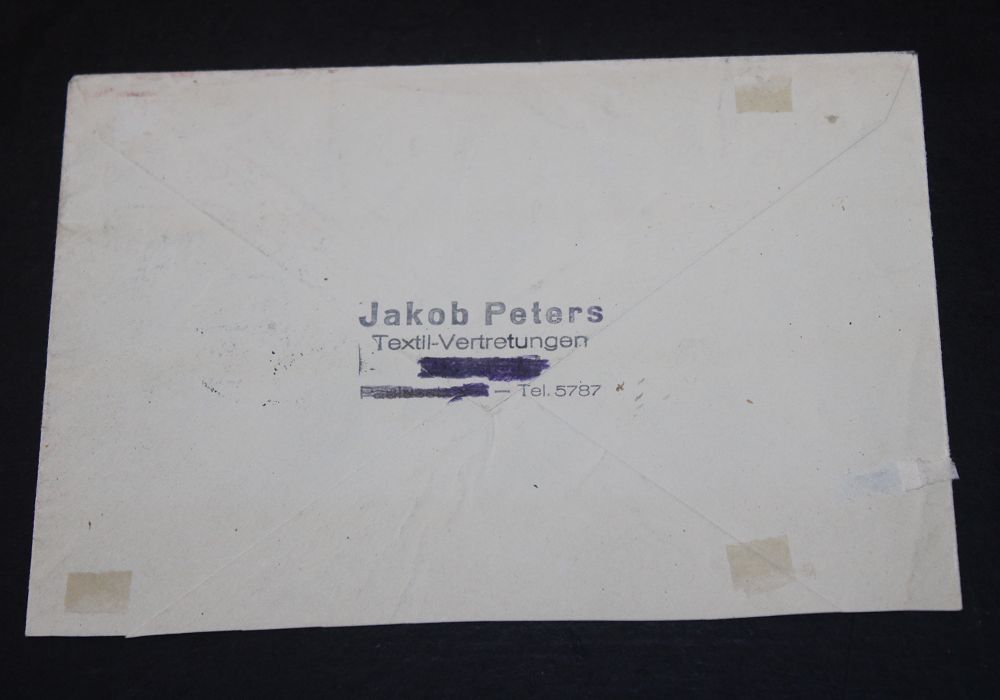 Jakob Peters
Textil-Vertretungen
— Tel. 5787